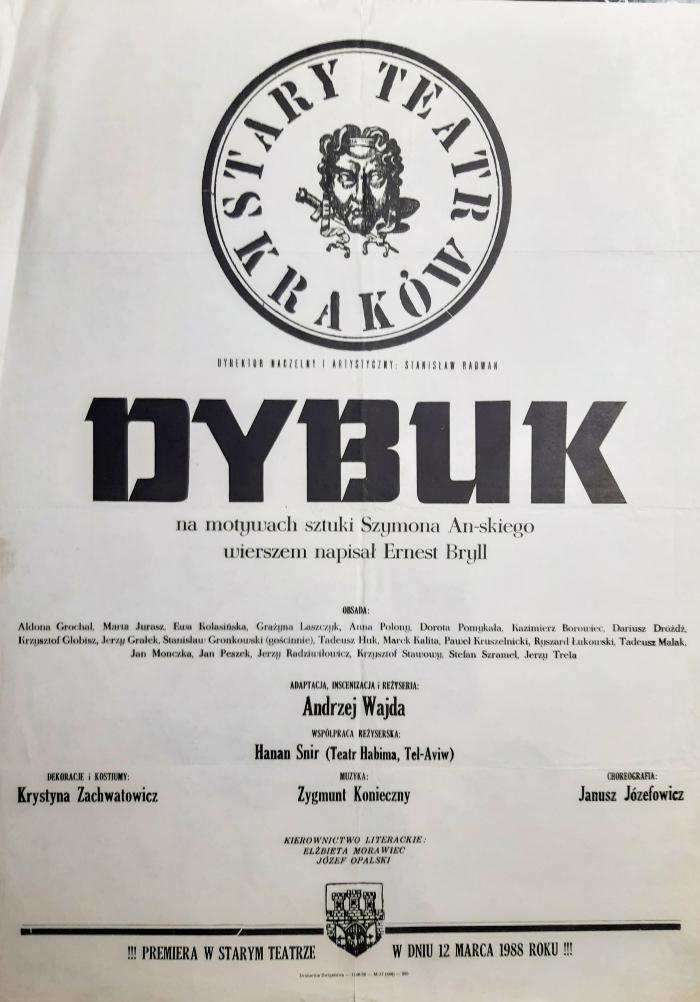 STARY TEATR
KRAKÓW
DYREKTOR NACZELNY I ARTYSTYCZNY: STANISŁAW RADWAN
DYBUK
na motywach sztuki Szymona An-skiego
wierszem napisał Ernest Bryll
OBSADA:
Aldona Grochal, Marta Jurasz, Ewa Kolasińska, Grażyna Laszczyk, Anna Polony, Dorota Pomykała, Kazimierz Borowiec, Dariusz Dróżdż,
Krzysztof Globisz, Jerzy Grałek, Stanisław Gronkowski (gościnnie), Tadeusz Huk, Marek Kalita, Paweł Kruszelnicki, Ryszard Łukowski, Tadeusz Malak,
Jan Monczka, Jan Peszek, Jerzy Radziwiłowicz, Krzysztof Stawowy, Stefan Szramel, Jerzy Trela
ADAPTACJA, INSCENIZACJA i REŻYSERIA:
Andrzej Wajda
WSPÓŁPRACA REŻYSERSKA:
Hanan Snir (Teatr Habima, Tel-Aviw)
DEKORACJE i KOSTIUMY:
Krystyna Zachwatowicz
MUZYKA:
Zygmunt Konieczny
CHOREOGRAFIA:
Janusz Józefowicz
KIEROWNICTWO LITERACKIE:
ELŻBIETA MORAWIEC
JÓZEF OPALSKI
!!! PREMIERA W STARYM TEATRZE W DNIU 12 MARCA 1988 ROKU !!!
Drukarnia Związkowa